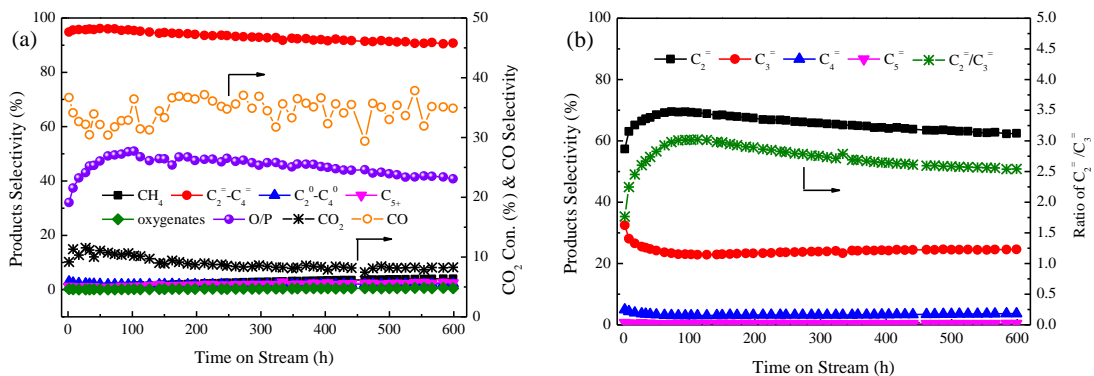 (a)
Products Selectivity (%)
100
80
60
40
20
0
50
40
30
20
10
0
CO₂ Con. (%) & CO Selectivity
CH₄
C₂⁼-C₄⁼
C₂⁰-C₄⁰
C₅₊
oxygenates
O/P
CO₂
CO
0
100
200
300
400
500
600
Time on Stream (h)
(b)
Products Selectivity (%)
100
80
60
40
20
0
5.0
4.5
4.0
3.5
3.0
2.5
2.0
1.5
1.0
0.5
0.0
Ratio of C₂⁼/C₃⁼
C₂⁼
C₃⁼
C₄⁼
C₅⁼
C₂⁼/C₃⁼
0
100
200
300
400
500
600
Time on Stream (h)